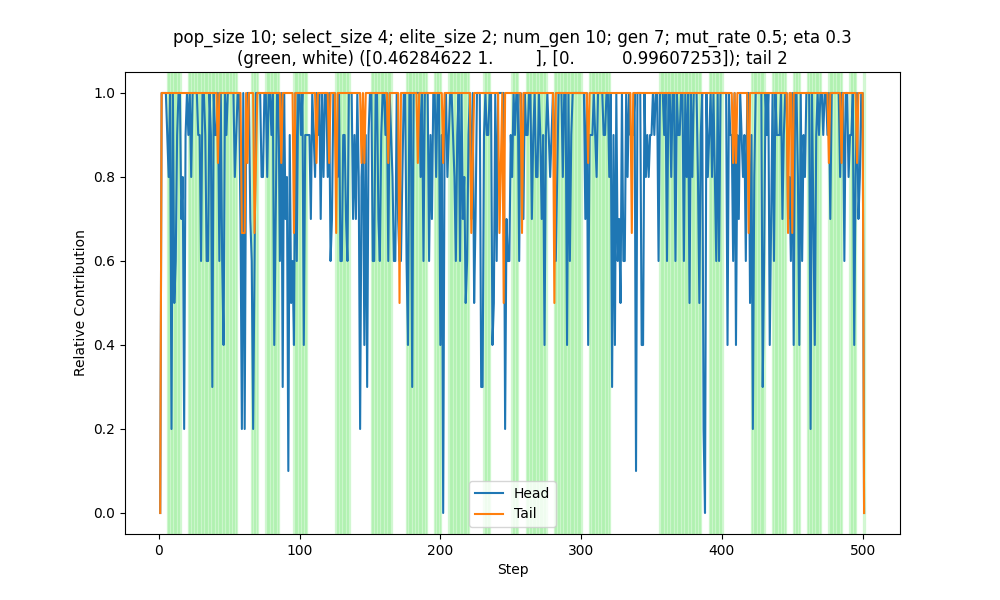 pop_size 10; select_size 4; elite_size 2; num_gen 10; gen 7; mut_rate 0.5; eta 0.3
(green, white) ([0.46284622 1.        ], [0.         0.99607253]); tail 2
Relative Contribution
1.0
0.8
0.6
0.4
0.2
0.0
Head
Tail
0
100
200
300
400
500
Step